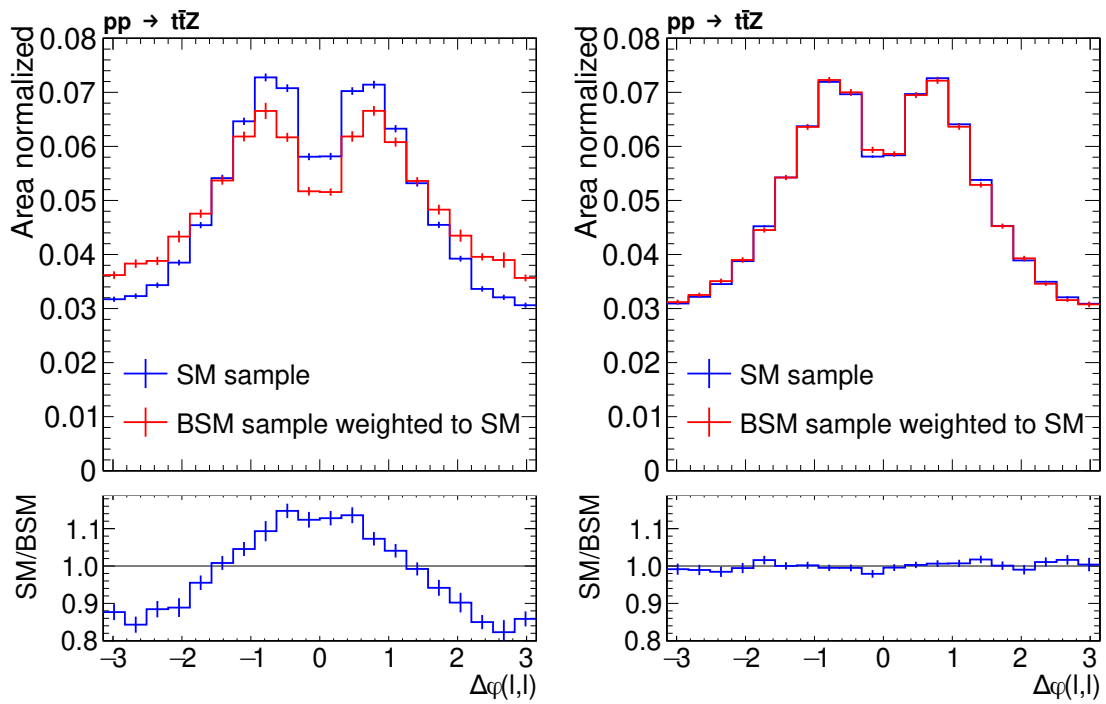 pp → tt̄Z
Area normalized
0.08
0.07
0.06
0.05
0.04
0.03
0.02
0.01
0
SM sample
BSM sample weighted to SM
SM/BSM
1.1
1.0
0.9
0.8
−3 −2 −1 0 1 2 3
Δφ(l,l)
pp → tt̄Z
Area normalized
0.08
0.07
0.06
0.05
0.04
0.03
0.02
0.01
0
SM sample
BSM sample weighted to SM
SM/BSM
1.1
1.0
0.9
0.8
−3 −2 −1 0 1 2 3
Δφ(l,l)